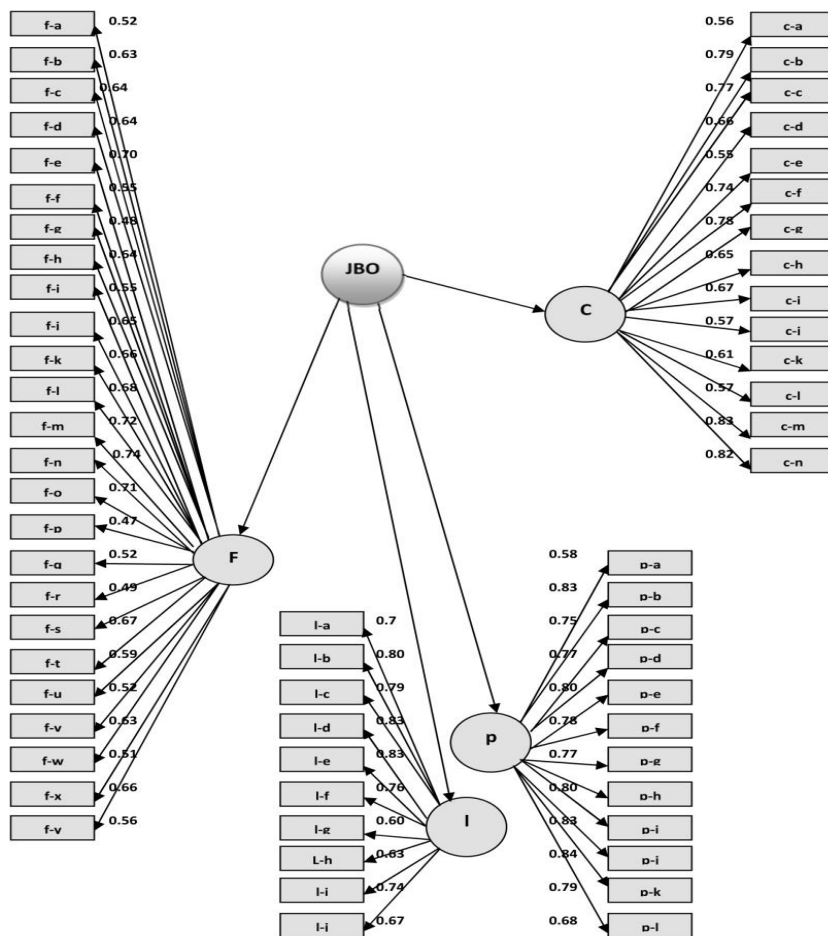 f-a 0.52
f-b 0.63
f-c 0.64
f-d 0.64
f-e 0.70
f-f 0.55
f-g 0.48
f-h 0.64
f-i 0.55
f-j 0.65
f-k 0.66
f-l 0.68
f-m 0.72
f-n 0.74
f-o 0.71
f-p 0.47
f-q 0.52
f-r 0.49
f-s 0.67
f-t 0.59
f-u 0.52
f-v 0.63
f-w 0.51
f-x 0.66
f-y 0.56
F
JBO
C
0.56 c-a
0.79 c-b
0.77 c-c
0.66 c-d
0.55 c-e
0.74 c-f
0.78 c-g
0.65 c-h
0.67 c-i
0.57 c-j
0.61 c-k
0.57 c-l
0.83 c-m
0.82 c-n
l-a 0.7
l-b 0.80
l-c 0.79
l-d 0.83
l-e 0.83
l-f 0.76
l-g 0.60
L-h 0.63
l-i 0.74
l-j 0.67
l
p
0.58 p-a
0.83 p-b
0.75 p-c
0.77 p-d
0.80 p-e
0.78 p-f
0.77 p-g
0.80 p-h
0.83 p-i
0.84 p-j
0.79 p-k
0.68 p-l